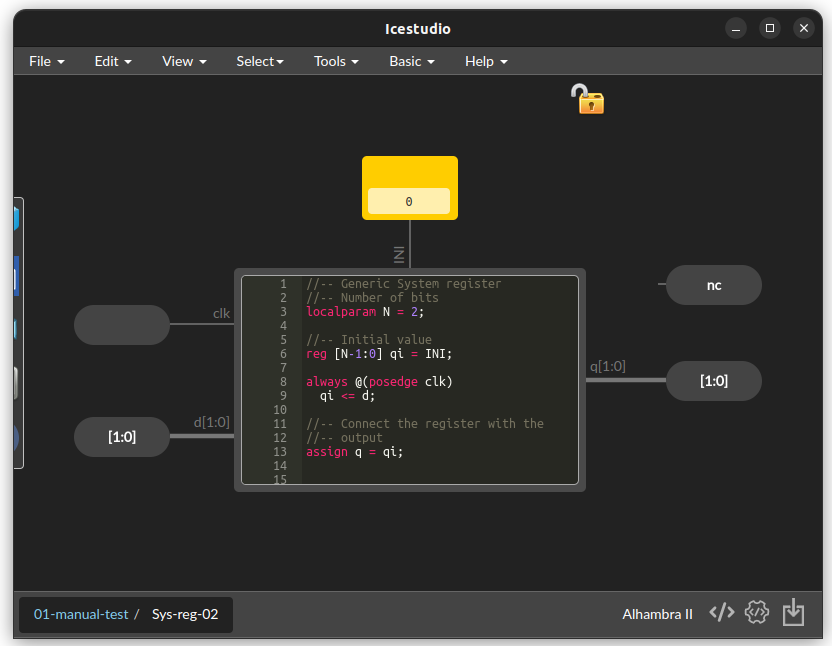 Icestudio
File Edit View Select Tools Basic Help
0
INI
clk
d[1:0]
[1:0]
1 //-- Generic System register
2 //-- Number of bits
3 localparam N = 2;
4
5 //-- Initial value
6 reg [N-1:0] qi = INI;
7
8 always @(posedge clk)
9 qi <= d;
10
11 //-- Connect the register with the
12 //-- output
13 assign q = qi;
14
15
nc
q[1:0]
[1:0]
01-manual-test / Sys-reg-02
Alhambra II